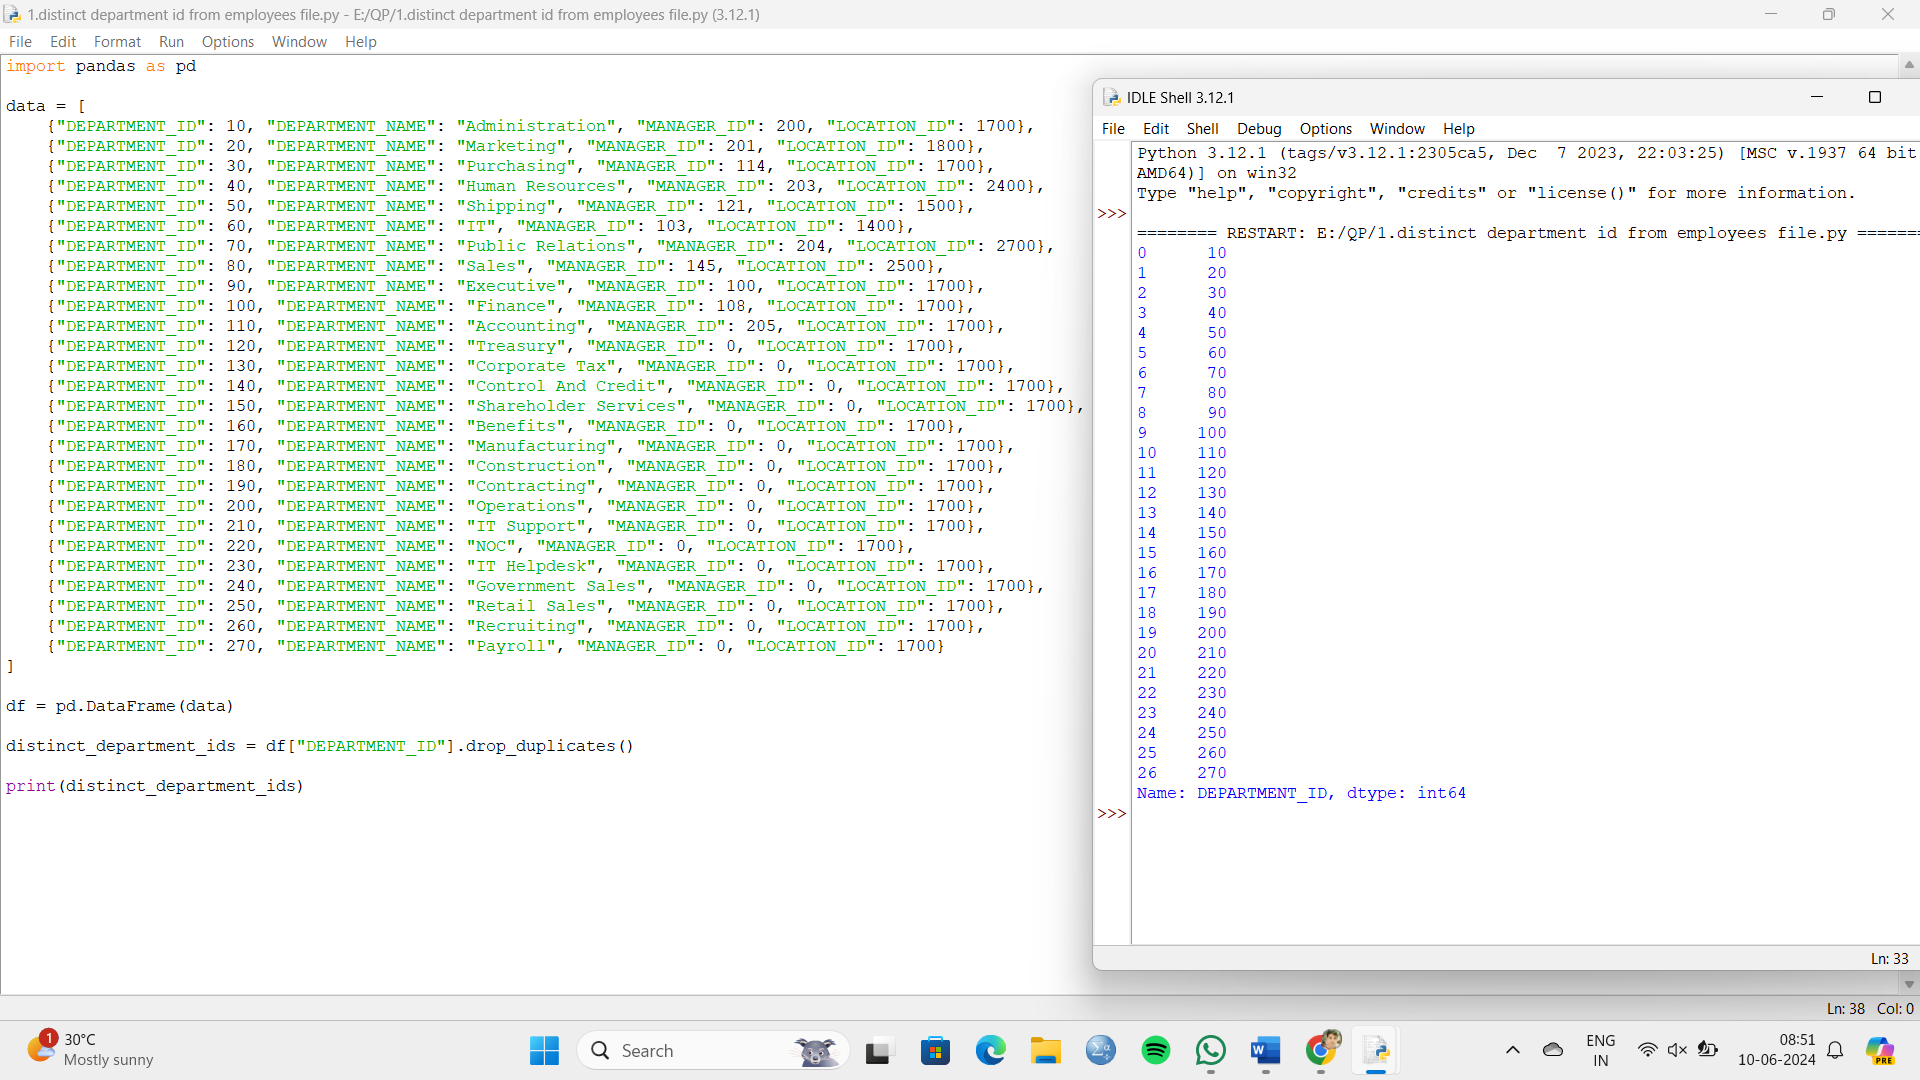 1.distinct department id from employees file.py - E:/QP/1.distinct department id from employees file.py (3.12.1)
File Edit Format Run Options Window Help
import pandas as pd
data = [
{"DEPARTMENT_ID": 10, "DEPARTMENT_NAME": "Administration", "MANAGER_ID": 200, "LOCATION_ID": 1700},
{"DEPARTMENT_ID": 20, "DEPARTMENT_NAME": "Marketing", "MANAGER_ID": 201, "LOCATION_ID": 1800},
{"DEPARTMENT_ID": 30, "DEPARTMENT_NAME": "Purchasing", "MANAGER_ID": 114, "LOCATION_ID": 1700},
{"DEPARTMENT_ID": 40, "DEPARTMENT_NAME": "Human Resources", "MANAGER_ID": 203, "LOCATION_ID": 2400},
{"DEPARTMENT_ID": 50, "DEPARTMENT_NAME": "Shipping", "MANAGER_ID": 121, "LOCATION_ID": 1500},
{"DEPARTMENT_ID": 60, "DEPARTMENT_NAME": "IT", "MANAGER_ID": 103, "LOCATION_ID": 1400},
{"DEPARTMENT_ID": 70, "DEPARTMENT_NAME": "Public Relations", "MANAGER_ID": 204, "LOCATION_ID": 2700},
{"DEPARTMENT_ID": 80, "DEPARTMENT_NAME": "Sales", "MANAGER_ID": 145, "LOCATION_ID": 2500},
{"DEPARTMENT_ID": 90, "DEPARTMENT_NAME": "Executive", "MANAGER_ID": 100, "LOCATION_ID": 1700},
{"DEPARTMENT_ID": 100, "DEPARTMENT_NAME": "Finance", "MANAGER_ID": 108, "LOCATION_ID": 1700},
{"DEPARTMENT_ID": 110, "DEPARTMENT_NAME": "Accounting", "MANAGER_ID": 205, "LOCATION_ID": 1700},
{"DEPARTMENT_ID": 120, "DEPARTMENT_NAME": "Treasury", "MANAGER_ID": 0, "LOCATION_ID": 1700},
{"DEPARTMENT_ID": 130, "DEPARTMENT_NAME": "Corporate Tax", "MANAGER_ID": 0, "LOCATION_ID": 1700},
{"DEPARTMENT_ID": 140, "DEPARTMENT_NAME": "Control And Credit", "MANAGER_ID": 0, "LOCATION_ID": 1700},
{"DEPARTMENT_ID": 150, "DEPARTMENT_NAME": "Shareholder Services", "MANAGER_ID": 0, "LOCATION_ID": 1700},
{"DEPARTMENT_ID": 160, "DEPARTMENT_NAME": "Benefits", "MANAGER_ID": 0, "LOCATION_ID": 1700},
{"DEPARTMENT_ID": 170, "DEPARTMENT_NAME": "Manufacturing", "MANAGER_ID": 0, "LOCATION_ID": 1700},
{"DEPARTMENT_ID": 180, "DEPARTMENT_NAME": "Construction", "MANAGER_ID": 0, "LOCATION_ID": 1700},
{"DEPARTMENT_ID": 190, "DEPARTMENT_NAME": "Contracting", "MANAGER_ID": 0, "LOCATION_ID": 1700},
{"DEPARTMENT_ID": 200, "DEPARTMENT_NAME": "Operations", "MANAGER_ID": 0, "LOCATION_ID": 1700},
{"DEPARTMENT_ID": 210, "DEPARTMENT_NAME": "IT Support", "MANAGER_ID": 0, "LOCATION_ID": 1700},
{"DEPARTMENT_ID": 220, "DEPARTMENT_NAME": "NOC", "MANAGER_ID": 0, "LOCATION_ID": 1700},
{"DEPARTMENT_ID": 230, "DEPARTMENT_NAME": "IT Helpdesk", "MANAGER_ID": 0, "LOCATION_ID": 1700},
{"DEPARTMENT_ID": 240, "DEPARTMENT_NAME": "Government Sales", "MANAGER_ID": 0, "LOCATION_ID": 1700},
{"DEPARTMENT_ID": 250, "DEPARTMENT_NAME": "Retail Sales", "MANAGER_ID": 0, "LOCATION_ID": 1700},
{"DEPARTMENT_ID": 260, "DEPARTMENT_NAME": "Recruiting", "MANAGER_ID": 0, "LOCATION_ID": 1700},
{"DEPARTMENT_ID": 270, "DEPARTMENT_NAME": "Payroll", "MANAGER_ID": 0, "LOCATION_ID": 1700}
]
df = pd.DataFrame(data)
distinct_department_ids = df["DEPARTMENT_ID"].drop_duplicates()
print(distinct_department_ids)
IDLE Shell 3.12.1
File Edit Shell Debug Options Window Help
Python 3.12.1 (tags/v3.12.1:2305ca5, Dec 7 2023, 22:03:25) [MSC v.1937 64 bit
AMD64)] on win32
Type "help", "copyright", "credits" or "license()" for more information.
>>>
======== RESTART: E:/QP/1.distinct department id from employees file.py =======
0 10
1 20
2 30
3 40
4 50
5 60
6 70
7 80
8 90
9 100
10 110
11 120
12 130
13 140
14 150
15 160
16 170
17 180
18 190
19 200
20 210
21 220
22 230
23 240
24 250
25 260
26 270
Name: DEPARTMENT_ID, dtype: int64
>>>
Ln: 33
Ln: 38 Col: 0
1
30°C
Mostly sunny
Search
W
PRE
ENG
IN
08:51
10-06-2024